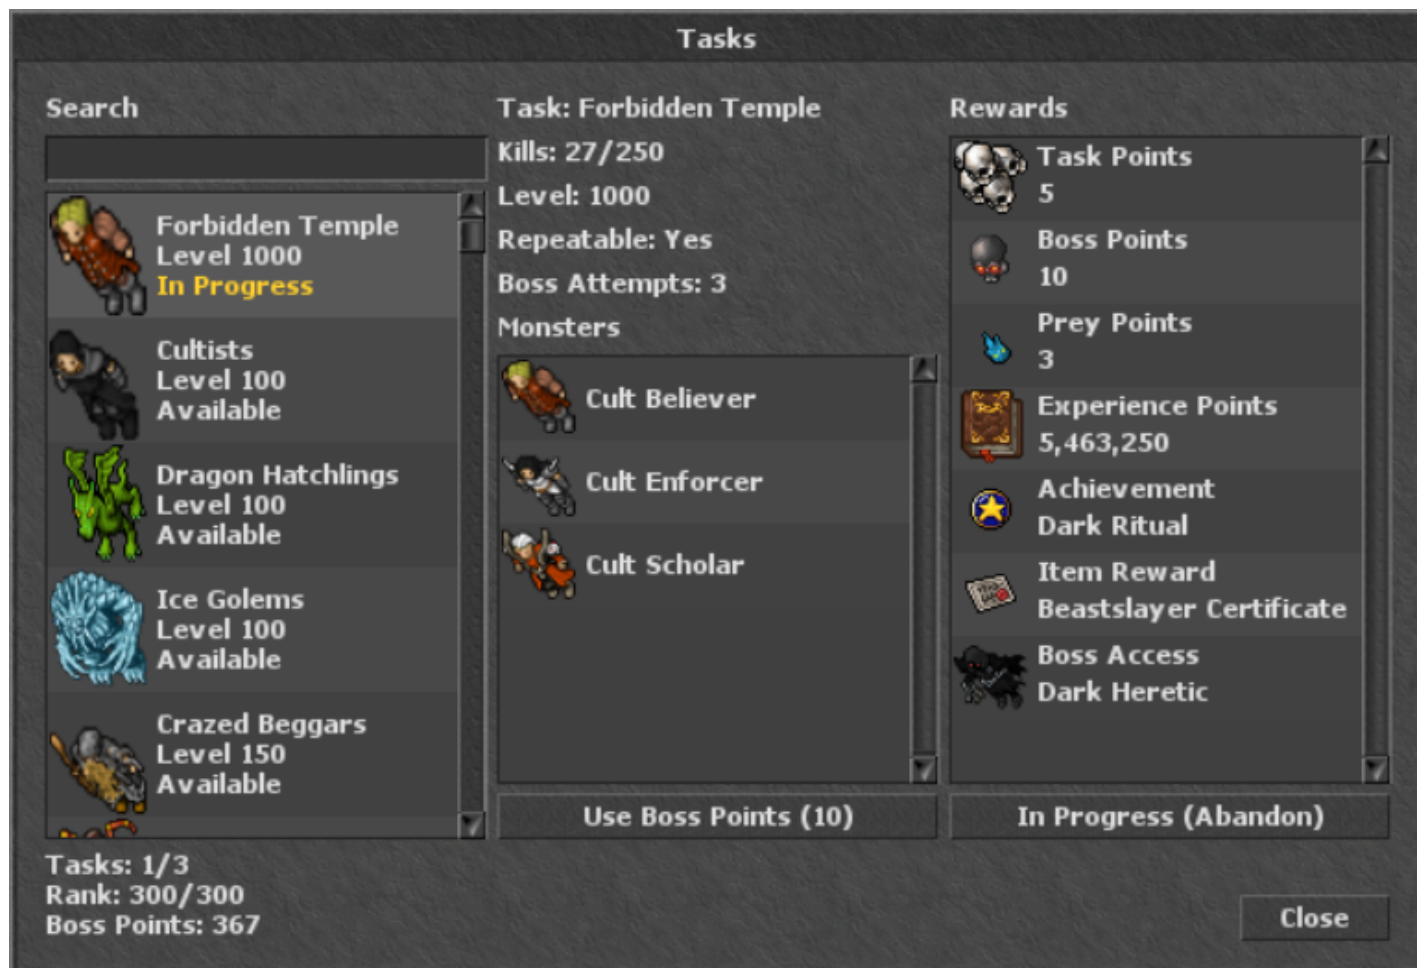 Tasks
Search
Forbidden Temple
Level 1000
In Progress
Cultists
Level 100
Available
Dragon Hatchlings
Level 100
Available
Ice Golems
Level 100
Available
Crazed Beggars
Level 150
Available
Tasks: 1/3
Rank: 300/300
Boss Points: 367
Task: Forbidden Temple
Kills: 27/250
Level: 1000
Repeatable: Yes
Boss Attempts: 3
Monsters
Cult Believer
Cult Enforcer
Cult Scholar
Use Boss Points (10)
Rewards
Task Points
5
Boss Points
10
Prey Points
3
Experience Points
5,463,250
Achievement
Dark Ritual
Item Reward
Beastslayer Certificate
Boss Access
Dark Heretic
In Progress (Abandon)
Close